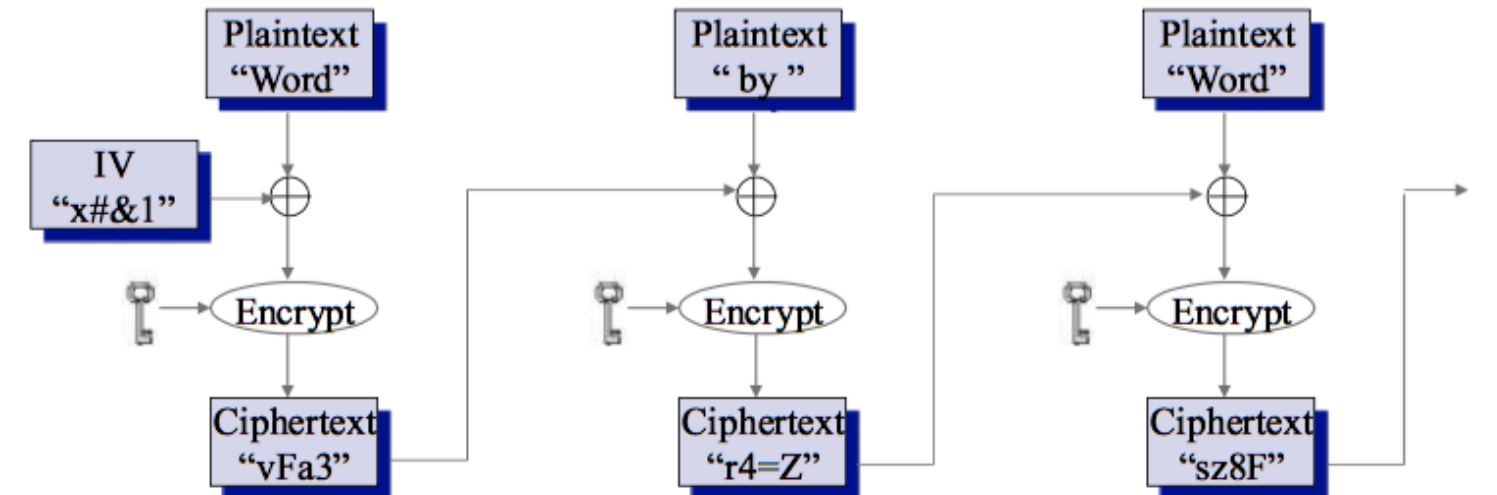 Plaintext
“Word”
Plaintext
“ by ”
Plaintext
“Word”
IV
“x#&1”
Encrypt
Encrypt
Encrypt
Ciphertext
“vFa3”
Ciphertext
“r4=Z”
Ciphertext
“sz8F”